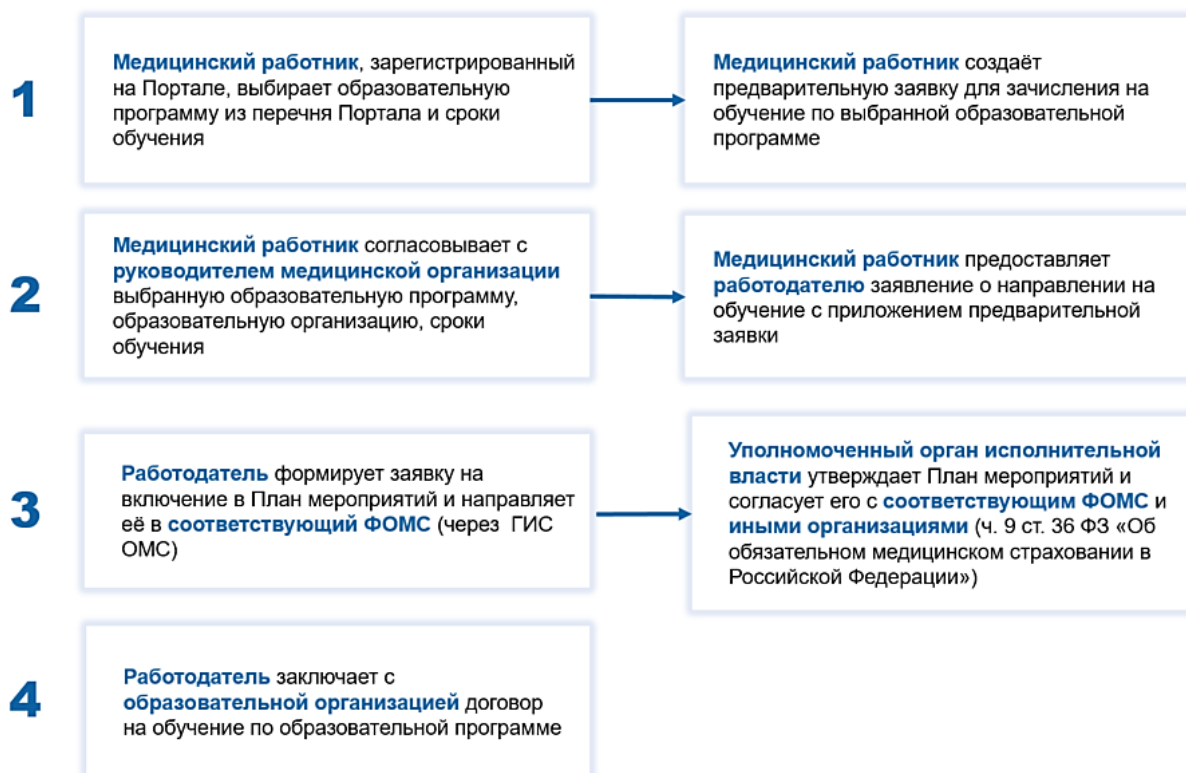 1
Медицинский работник, зарегистрированный
на Портале, выбирает образовательную
программу из перечня Портала и сроки
обучения
Медицинский работник создаёт
предварительную заявку для зачисления на
обучение по выбранной образовательной
программе
2
Медицинский работник согласовывает с
руководителем медицинской организации
выбранную образовательную программу,
образовательную организацию, сроки
обучения
Медицинский работник предоставляет
работодателю заявление о направлении на
обучение с приложением предварительной
заявки
3
Работодатель формирует заявку на
включение в План мероприятий и направляет
её в соответствующий ФОМС (через ГИС
ОМС)
Уполномоченный орган исполнительной
власти утверждает План мероприятий и
согласует его с соответствующим ФОМС и
иными организациями (ч. 9 ст. 36 ФЗ «Об
обязательном медицинском страховании в
Российской Федерации»)
4
Работодатель заключает с
образовательной организацией договор
на обучение по образовательной программе